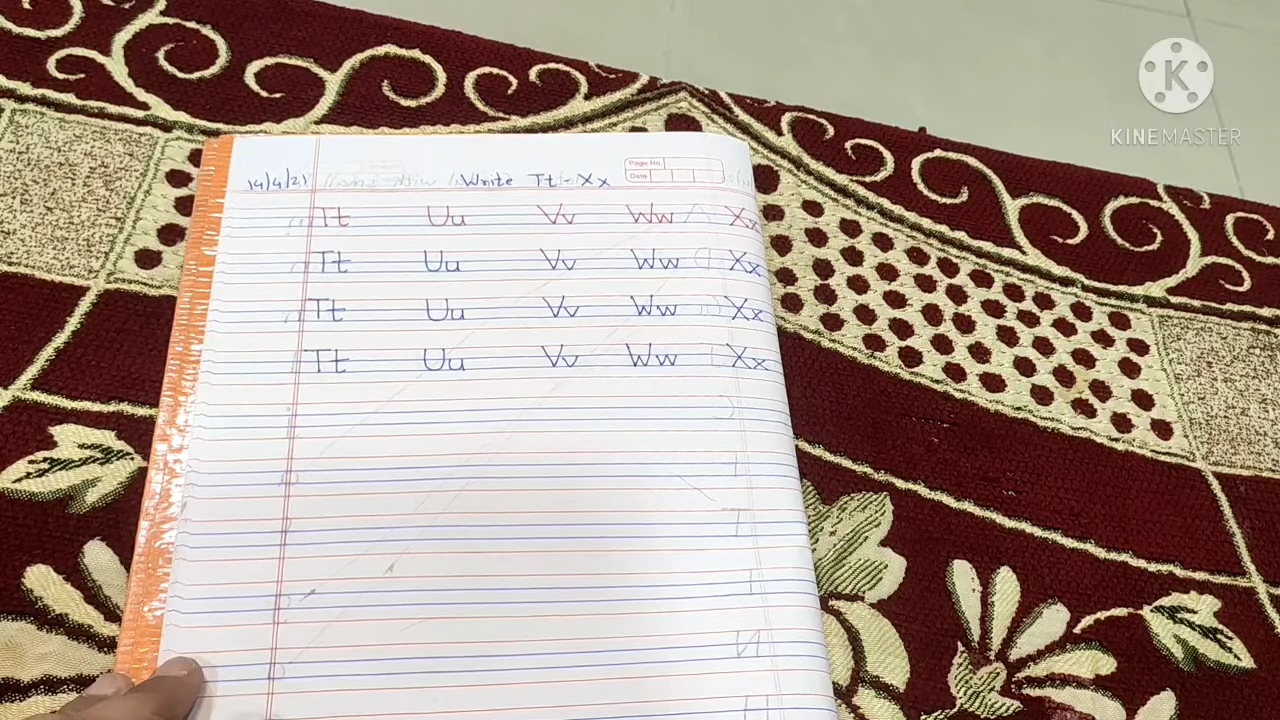 KINEMASTER
Page No.
Date
14/4/21 Write Tt to Xx
Tt Uu Vv Ww Xx
Tt Uu Vv Ww Xx
Tt Uu Vv Ww Xx
Tt Uu Vv Ww Xx